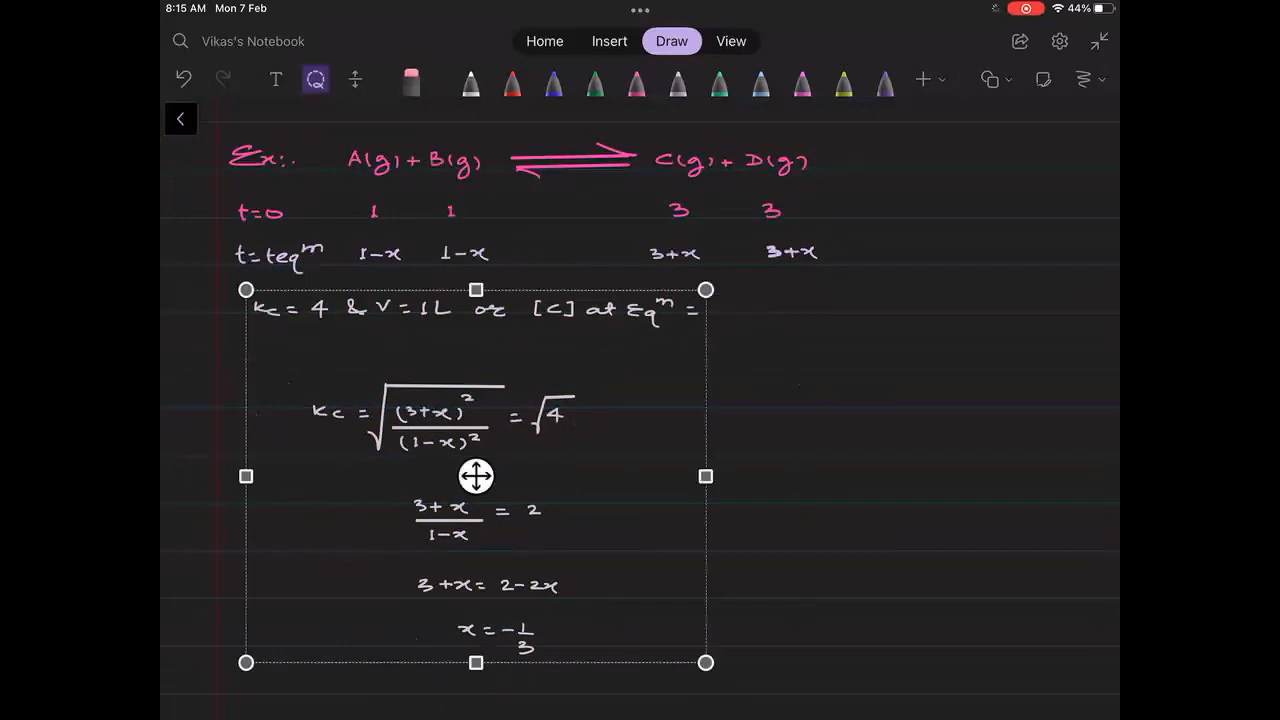 8:15 AM Mon 7 Feb
44%
Vikas's Notebook
Home Insert Draw View
Ex:. A(g) + B(g) ⇌ C(g) + D(g)
t=0 1 1 3 3
t=teqᵐ 1-x 1-x 3+x 3+x
Kc = 4 & V = 1L or [C] at Eqᵐ =
Kc = √((3+x)²/(1-x)²) = √4
(3+x)/(1-x) = 2
3+x = 2-2x
x = -1/3